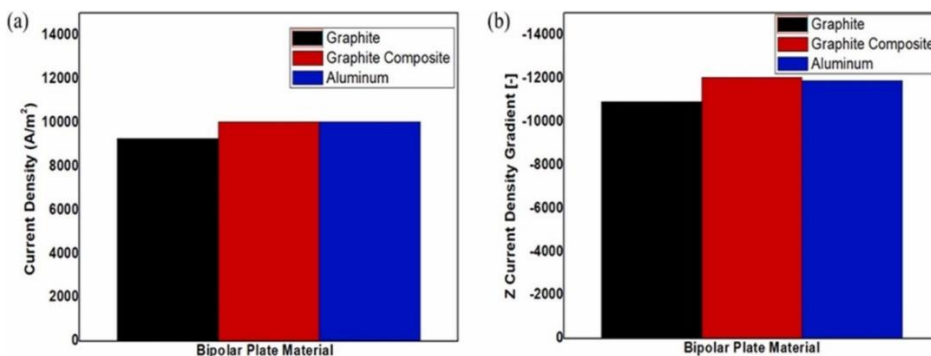 (a)
14000
12000
10000
8000
6000
4000
2000
0
Current Density (A/m²)
Graphite
Graphite Composite
Aluminum
Bipolar Plate Material
(b)
-14000
-12000
-10000
-8000
-6000
-4000
-2000
0
Z Current Density Gradient [-]
Graphite
Graphite Composite
Aluminum
Bipolar Plate Material